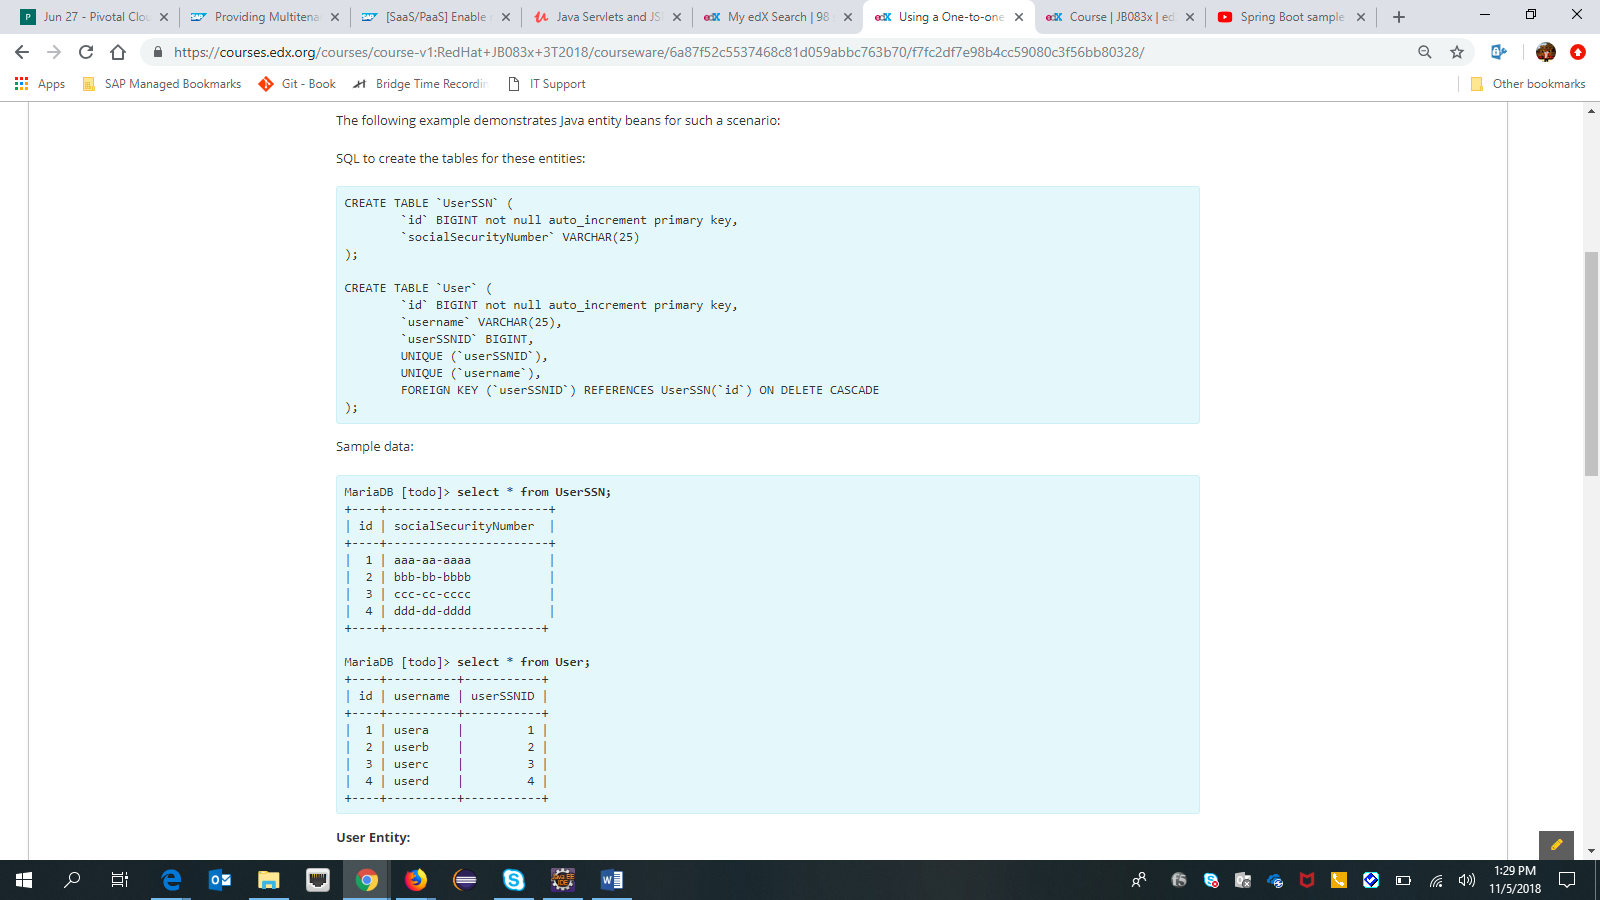 Jun 27 - Pivotal Clou
Providing Multitena
[SaaS/PaaS] Enable
Java Servlets and JS
My edX Search | 98
Using a One-to-one
Course | JB083x | ed
Spring Boot sample
https://courses.edx.org/courses/course-v1:RedHat+JB083x+3T2018/courseware/6a87f52c5537468c81d059abbc763b70/f7fc2df7e98b4cc59080c3f56bb80328/
Apps
SAP Managed Bookmarks
Git - Book
Bridge Time Recordin
IT Support
Other bookmarks
The following example demonstrates Java entity beans for such a scenario:
SQL to create the tables for these entities:
CREATE TABLE `UserSSN` (
`id` BIGINT not null auto_increment primary key,
`socialSecurityNumber` VARCHAR(25)
);
CREATE TABLE `User` (
`id` BIGINT not null auto_increment primary key,
`username` VARCHAR(25),
`userSSNID` BIGINT,
UNIQUE (`userSSNID`),
UNIQUE (`username`),
FOREIGN KEY (`userSSNID`) REFERENCES UserSSN(`id`) ON DELETE CASCADE
);
Sample data:
MariaDB [todo]> select * from UserSSN;
+----+----------------------+
| id | socialSecurityNumber |
+----+----------------------+
| 1 | aaa-aa-aaaa |
| 2 | bbb-bb-bbbb |
| 3 | ccc-cc-cccc |
| 4 | ddd-dd-dddd |
+----+----------------------+
MariaDB [todo]> select * from User;
+----+----------+-----------+
| id | username | userSSNID |
+----+----------+-----------+
| 1 | usera | 1 |
| 2 | userb | 2 |
| 3 | userc | 3 |
| 4 | userd | 4 |
+----+----------+-----------+
User Entity:
1:29 PM
11/5/2018